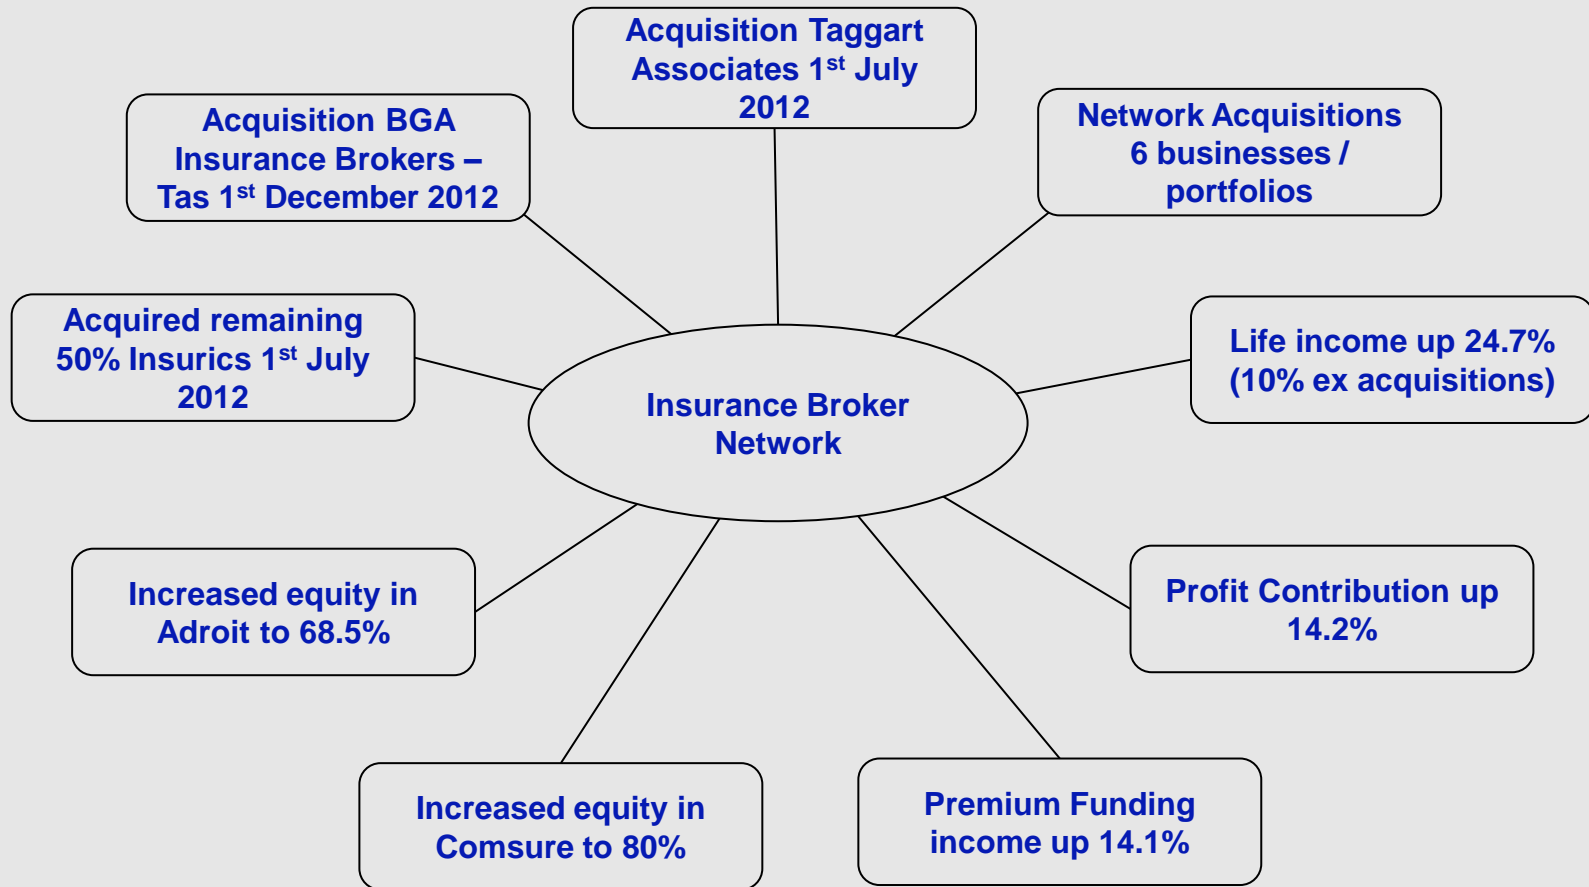 Acquisition Taggart
Associates 1st July
2012
Acquisition BGA
Insurance Brokers –
Tas 1st December 2012
Network Acquisitions
6 businesses /
portfolios
Acquired remaining
50% Insurics 1st July
2012
Life income up 24.7%
(10% ex acquisitions)
Insurance Broker
Network
Increased equity in
Adroit to 68.5%
Profit Contribution up
14.2%
Increased equity in
Comsure to 80%
Premium Funding
income up 14.1%